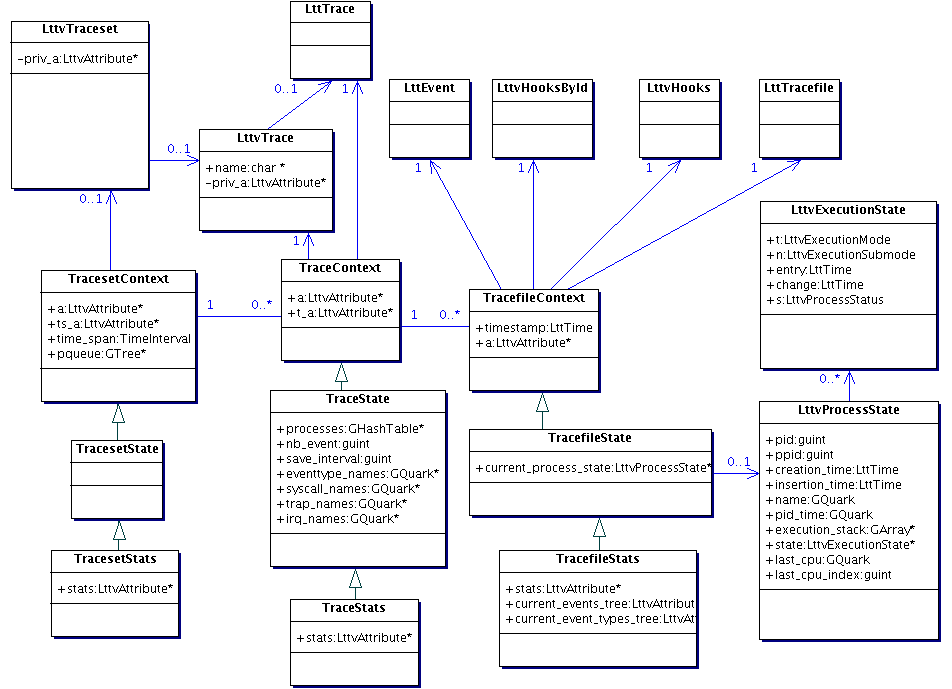 LttvTraceset
-priv_a:LttvAttribute*
LttTrace
0..1
1
LttEvent
LttvHooksById
LttvHooks
LttTracefile
LttvTrace
+name:char *
-priv_a:LttvAttribute*
0..1
1
1
1
1
0..1
1
LttvExecutionState
+t:LttvExecutionMode
+n:LttvExecutionSubmode
+entry:LttTime
+change:LttTime
+s:LttvProcessStatus
TracesetContext
+a:LttvAttribute*
+ts_a:LttvAttribute*
+time_span:TimeInterval
+pqueue:GTree*
1
0..*
TraceContext
+a:LttvAttribute*
+t_a:LttvAttribute*
1
0..*
TracefileContext
+timestamp:LttTime
+a:LttvAttribute*
0..*
TraceState
+processes:GHashTable*
+nb_event:guint
+save_interval:guint
+eventtype_names:GQuark*
+syscall_names:GQuark*
+trap_names:GQuark*
+irq_names:GQuark*
TracefileState
+current_process_state:LttvProcessState*
0..1
LttvProcessState
+pid:guint
+ppid:guint
+creation_time:LttTime
+insertion_time:LttTime
+name:GQuark
+pid_time:GQuark
+execution_stack:GArray*
+state:LttvExecutionState*
+last_cpu:GQuark
+last_cpu_index:guint
TracesetState
TracesetStats
+stats:LttvAttribute*
TraceStats
+stats:LttvAttribute*
TracefileStats
+stats:LttvAttribute*
+current_events_tree:LttvAttribut
+current_event_types_tree:LttvAt